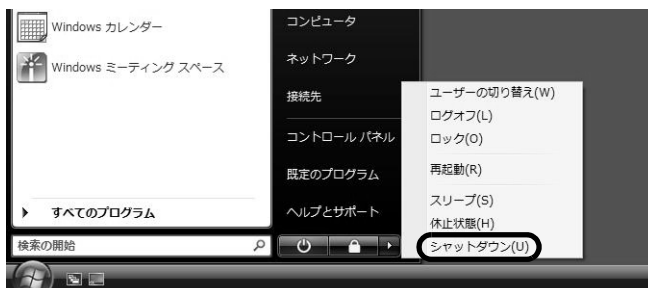 Windows カレンダー
Windows ミーティング スペース
すべてのプログラム
検索の開始
コンピュータ
ネットワーク
接続先
コントロール パネル
既定のプログラム
ヘルプとサポート
ユーザーの切り替え(W)
ログオフ(L)
ロック(O)
再起動(R)
スリープ(S)
休止状態(H)
シャットダウン(U)